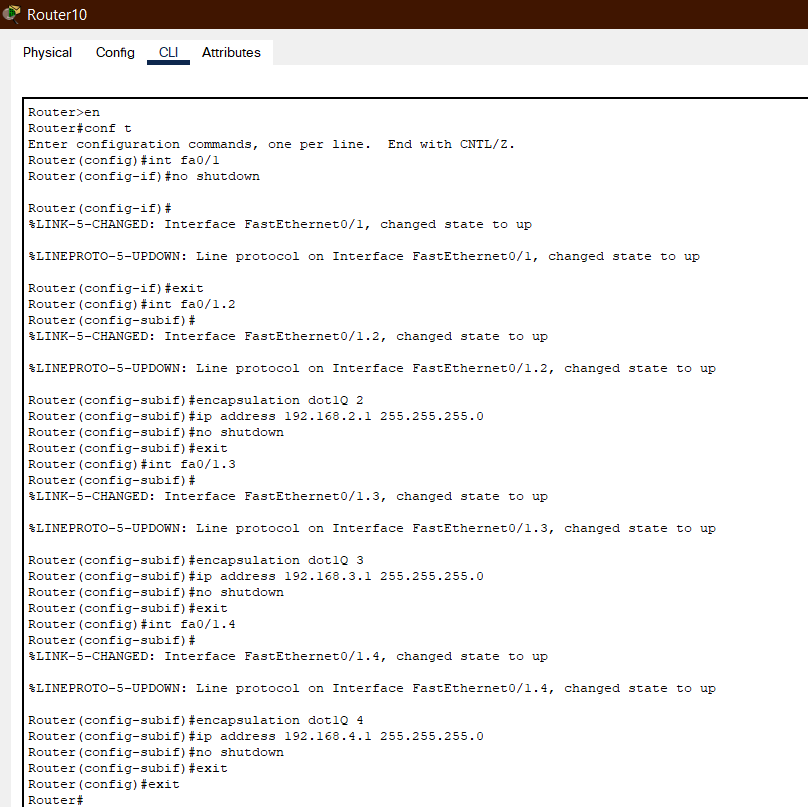 Router10
Physical Config CLI Attributes
Router>en
Router#conf t
Enter configuration commands, one per line.  End with CNTL/Z.
Router(config)#int fa0/1
Router(config-if)#no shutdown
Router(config-if)#
%LINK-5-CHANGED: Interface FastEthernet0/1, changed state to up
%LINEPROTO-5-UPDOWN: Line protocol on Interface FastEthernet0/1, changed state to up
Router(config-if)#exit
Router(config)#int fa0/1.2
Router(config-subif)#
%LINK-5-CHANGED: Interface FastEthernet0/1.2, changed state to up
%LINEPROTO-5-UPDOWN: Line protocol on Interface FastEthernet0/1.2, changed state to up
Router(config-subif)#encapsulation dot1Q 2
Router(config-subif)#ip address 192.168.2.1 255.255.255.0
Router(config-subif)#no shutdown
Router(config-subif)#exit
Router(config)#int fa0/1.3
Router(config-subif)#
%LINK-5-CHANGED: Interface FastEthernet0/1.3, changed state to up
%LINEPROTO-5-UPDOWN: Line protocol on Interface FastEthernet0/1.3, changed state to up
Router(config-subif)#encapsulation dot1Q 3
Router(config-subif)#ip address 192.168.3.1 255.255.255.0
Router(config-subif)#no shutdown
Router(config-subif)#exit
Router(config)#int fa0/1.4
Router(config-subif)#
%LINK-5-CHANGED: Interface FastEthernet0/1.4, changed state to up
%LINEPROTO-5-UPDOWN: Line protocol on Interface FastEthernet0/1.4, changed state to up
Router(config-subif)#encapsulation dot1Q 4
Router(config-subif)#ip address 192.168.4.1 255.255.255.0
Router(config-subif)#no shutdown
Router(config-subif)#exit
Router(config)#exit
Router#